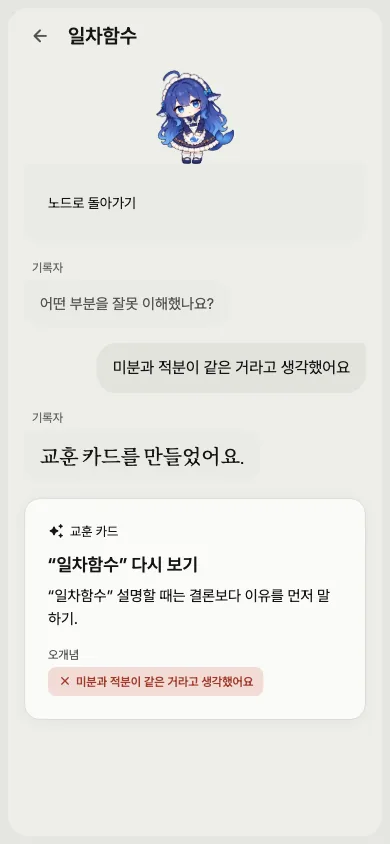 일차함수
노드로 돌아가기
기록자
어떤 부분을 잘못 이해했나요?
미분과 적분이 같은 거라고 생각했어요
기록자
교훈 카드를 만들었어요.
교훈 카드
“일차함수” 다시 보기
“일차함수” 설명할 때는 결론보다 이유를 먼저 말
하기.
오개념
× 미분과 적분이 같은 거라고 생각했어요